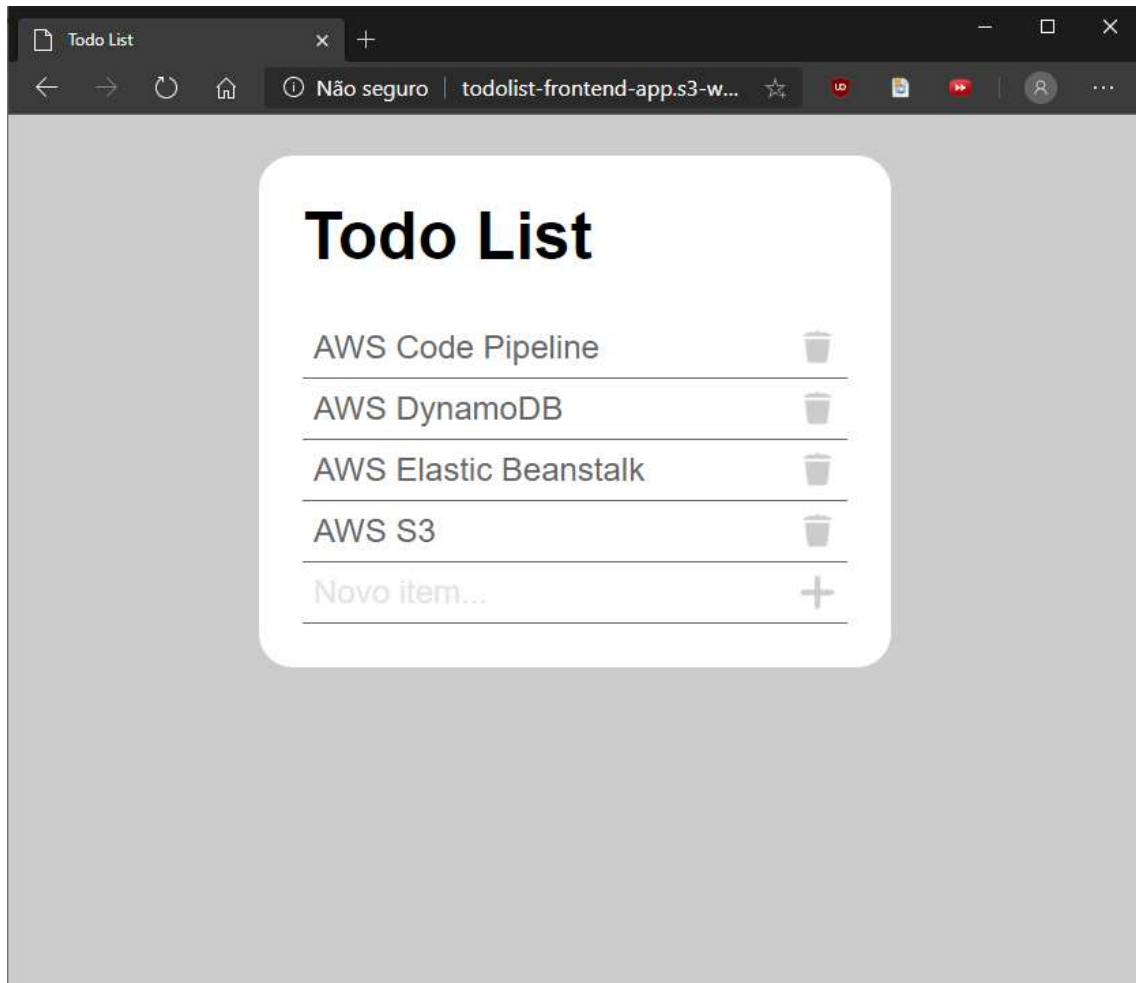 Todo List
Não seguro todolist-frontend-app.s3-w...
Todo List
AWS Code Pipeline
AWS DynamoDB
AWS Elastic Beanstalk
AWS S3
Novo item...